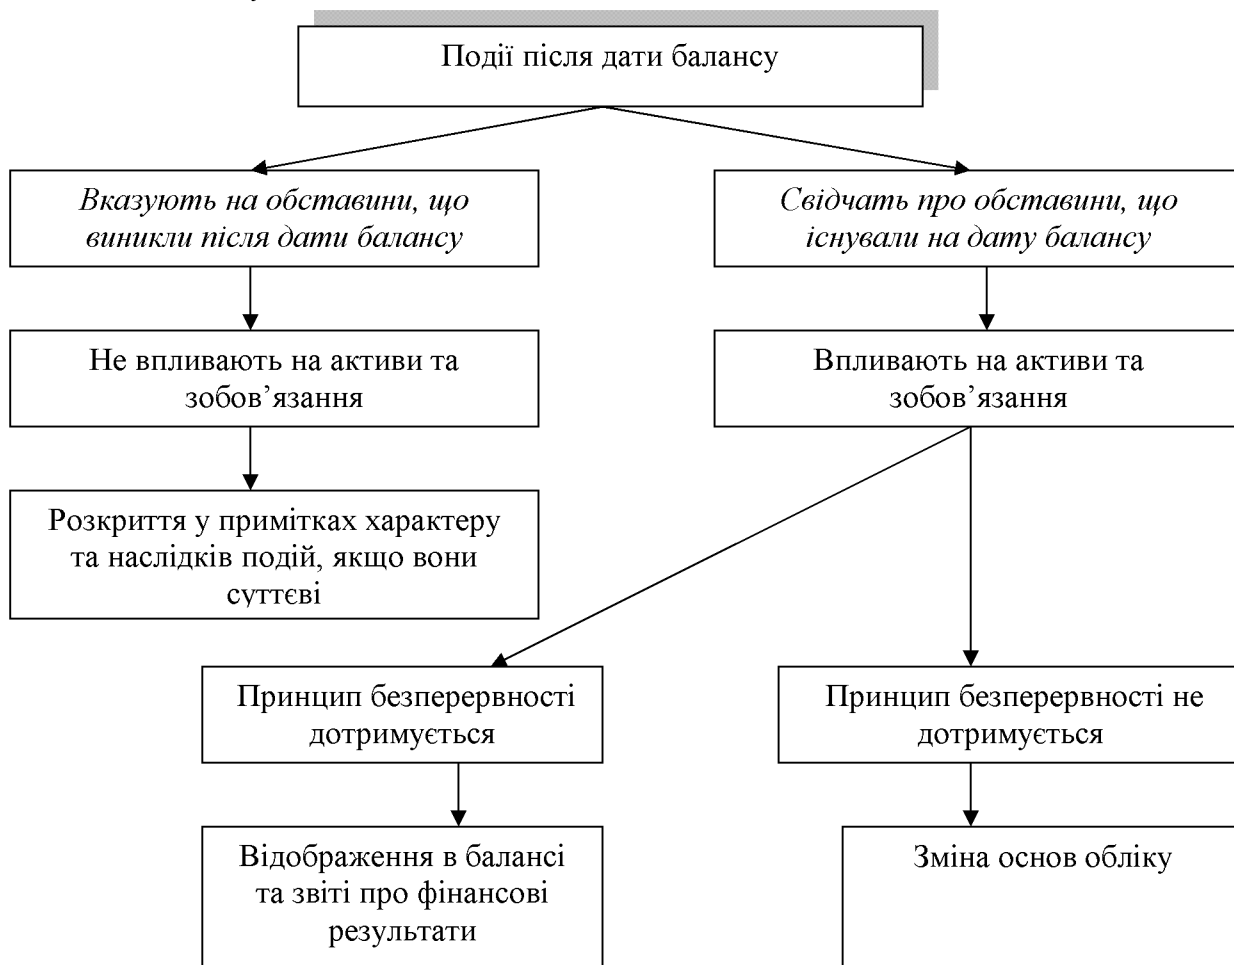 Події після дати балансу
Вказують на обставини, що
виникли після дати балансу
Свідчать про обставини, що
існували на дату балансу
Не впливають на активи та
зобов’язання
Впливають на активи та
зобов’язання
Розкриття у примітках характеру
та наслідків подій, якщо вони
суттєві
Принцип безперервності
дотримується
Принцип безперервності не
дотримується
Відображення в балансі
та звіті про фінансові
результати
Зміна основ обліку